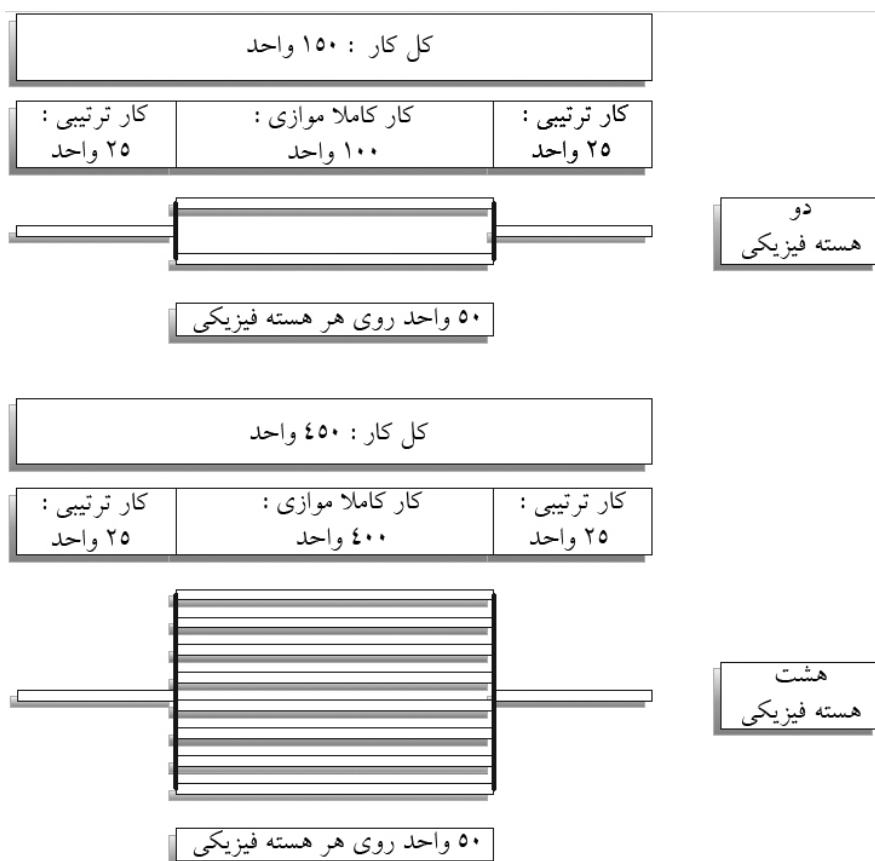 کل کار : ۱۵۰ واحد
کار ترتیبی :
۲۵ واحد
کار کاملا موازی :
۱۰۰ واحد
کار ترتیبی :
۲۵ واحد
دو
هسته فیزیکی
۵۰ واحد روی هر هسته فیزیکی
کل کار : ٤٥٠ واحد
کار ترتیبی :
۲۵ واحد
کار کاملا موازی :
٤٠٠ واحد
کار ترتیبی :
۲۵ واحد
هشت
هسته فیزیکی
۵۰ واحد روی هر هسته فیزیکی